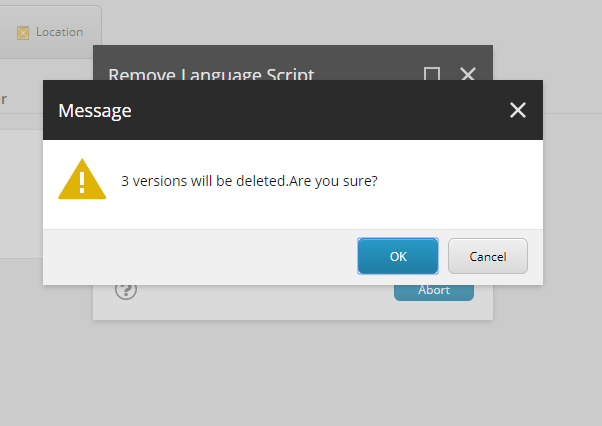 Location
r
Remove Language Script
Message
3 versions will be deleted.Are you sure?
OK
Cancel
?
Abort